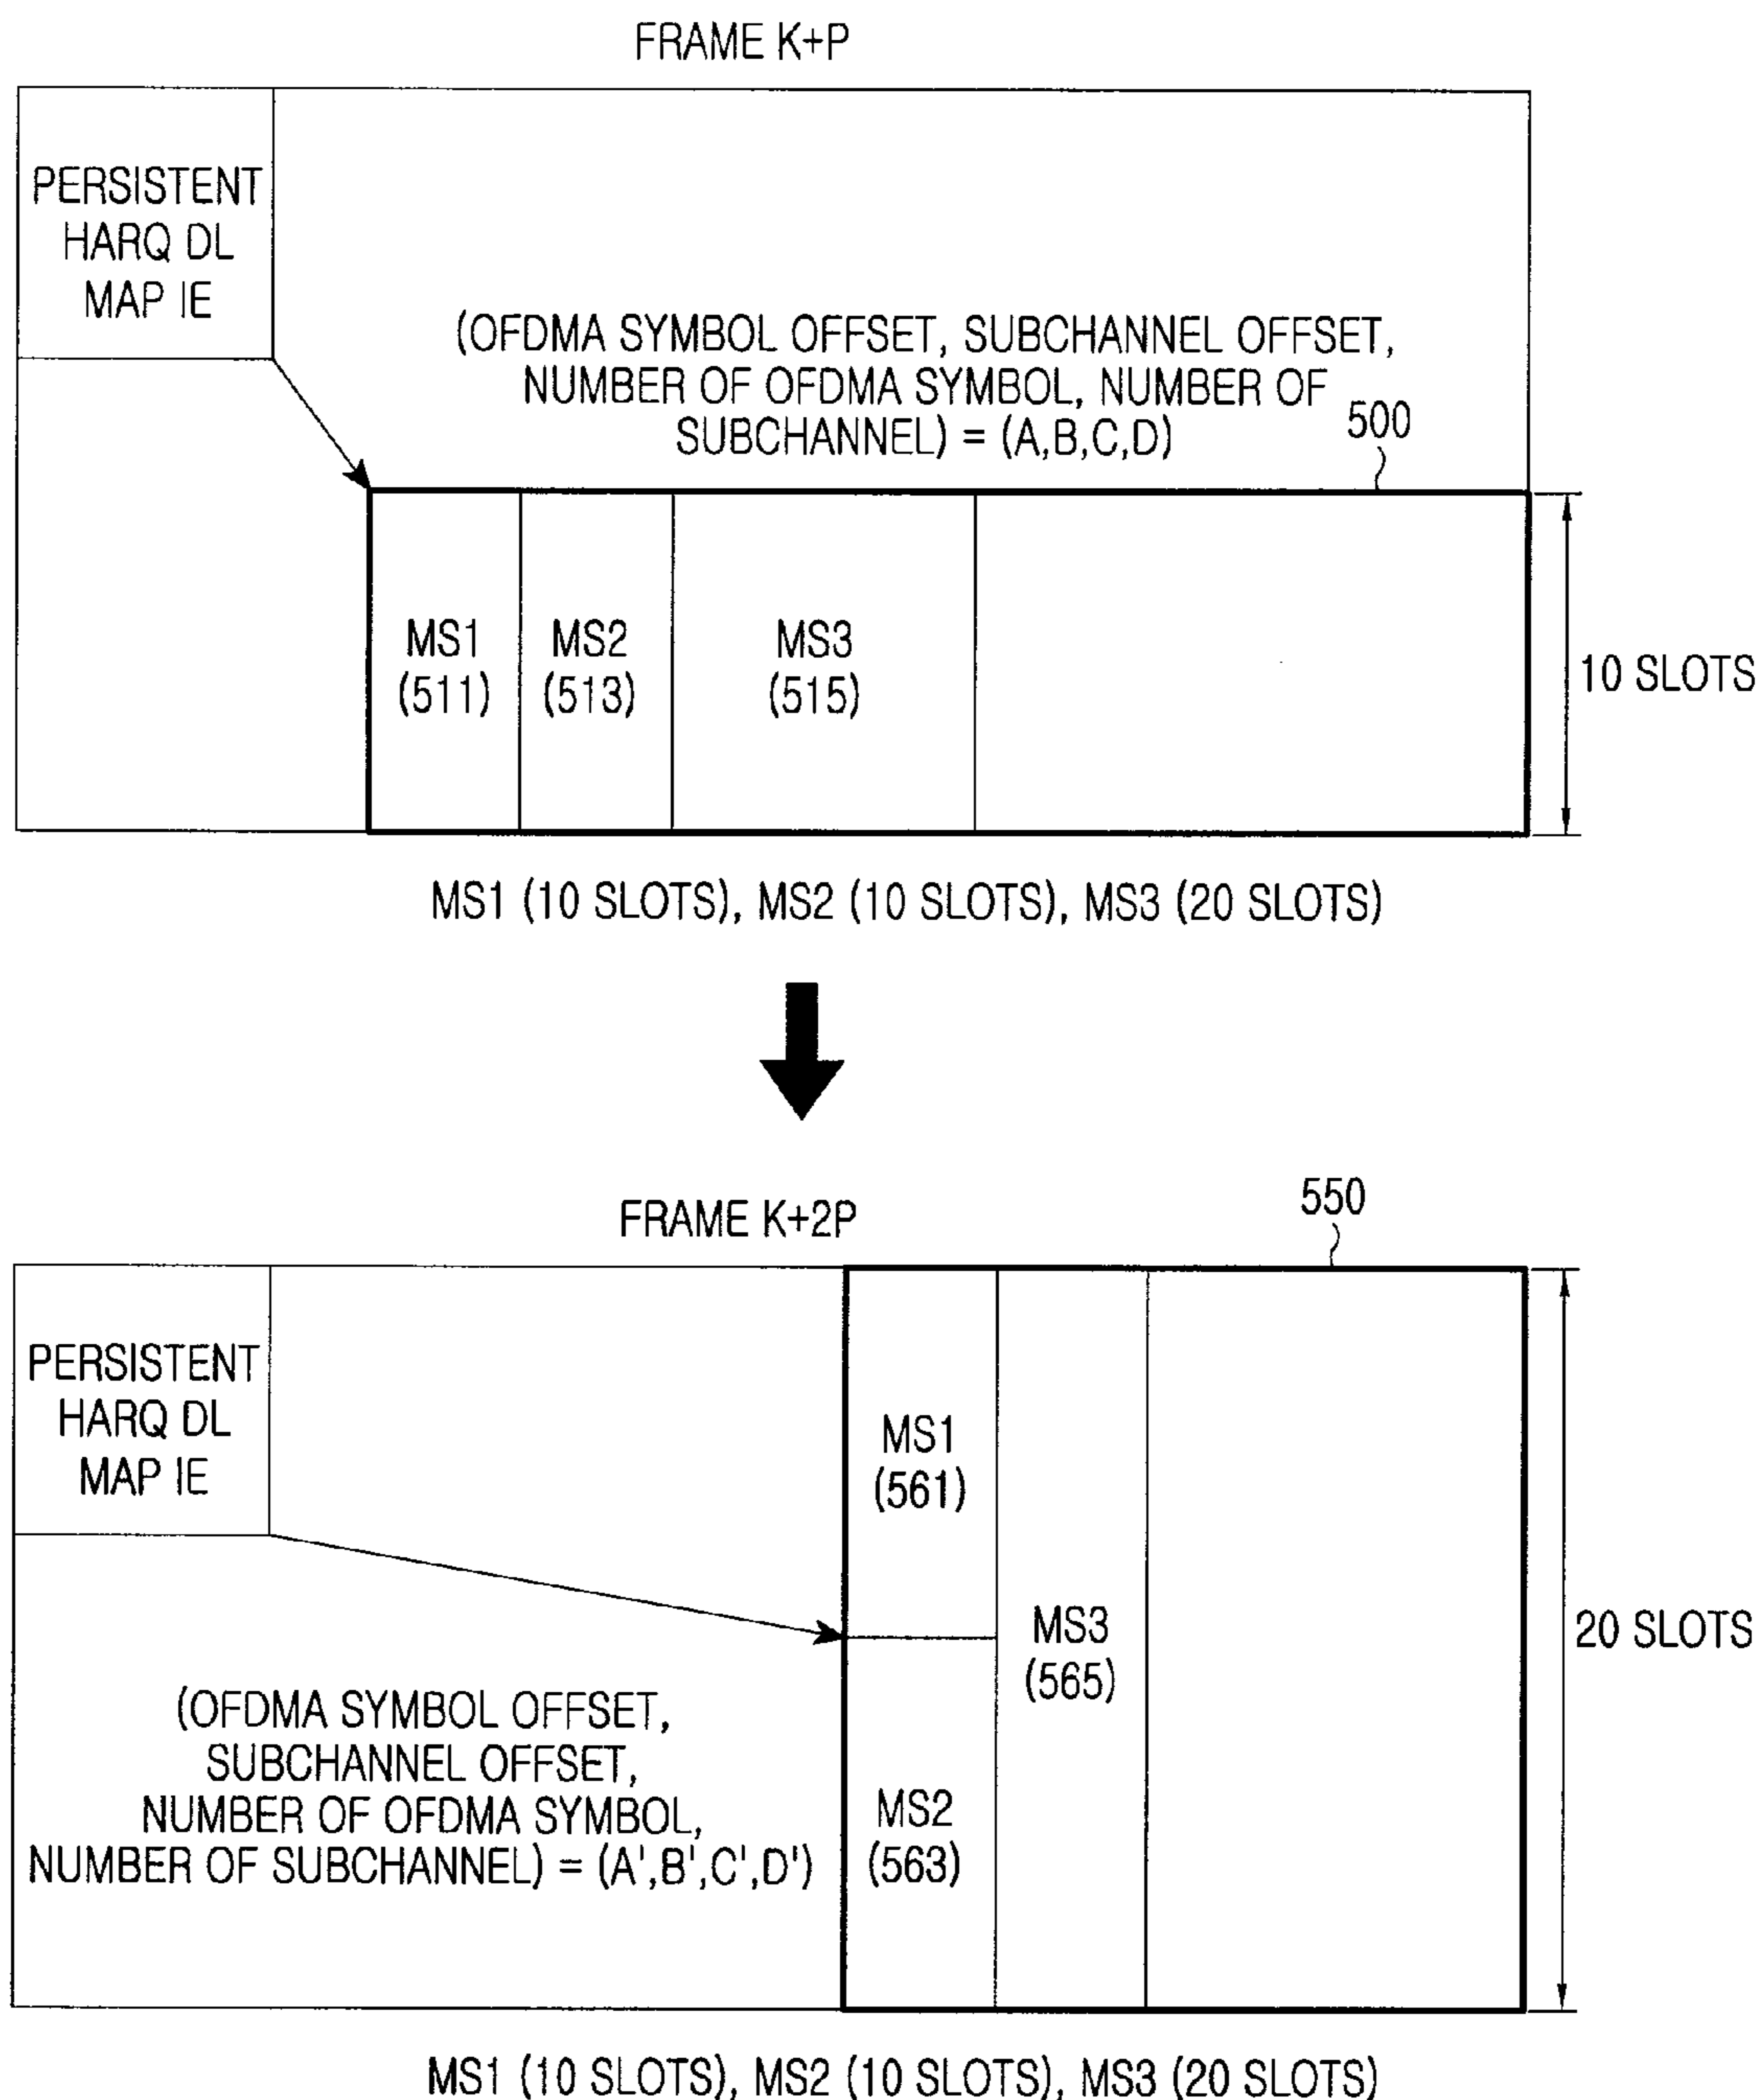 FRAME K+P
PERSISTENT
HARQ DL
MAP IE
(OFDMA SYMBOL OFFSET, SUBCHANNEL OFFSET,
NUMBER OF OFDMA SYMBOL, NUMBER OF
SUBCHANNEL) = (A,B,C,D)
500
MS1
(511)
MS2
(513)
MS3
(515)
10 SLOTS
MS1 (10 SLOTS), MS2 (10 SLOTS), MS3 (20 SLOTS)
FRAME K+2P
550
PERSISTENT
HARQ DL
MAP IE
MS1
(561)
MS3
(565)
20 SLOTS
(OFDMA SYMBOL OFFSET,
SUBCHANNEL OFFSET,
NUMBER OF OFDMA SYMBOL,
NUMBER OF SUBCHANNEL) = (A',B',C',D')
MS2
(563)
MS1 (10 SLOTS), MS2 (10 SLOTS), MS3 (20 SLOTS)